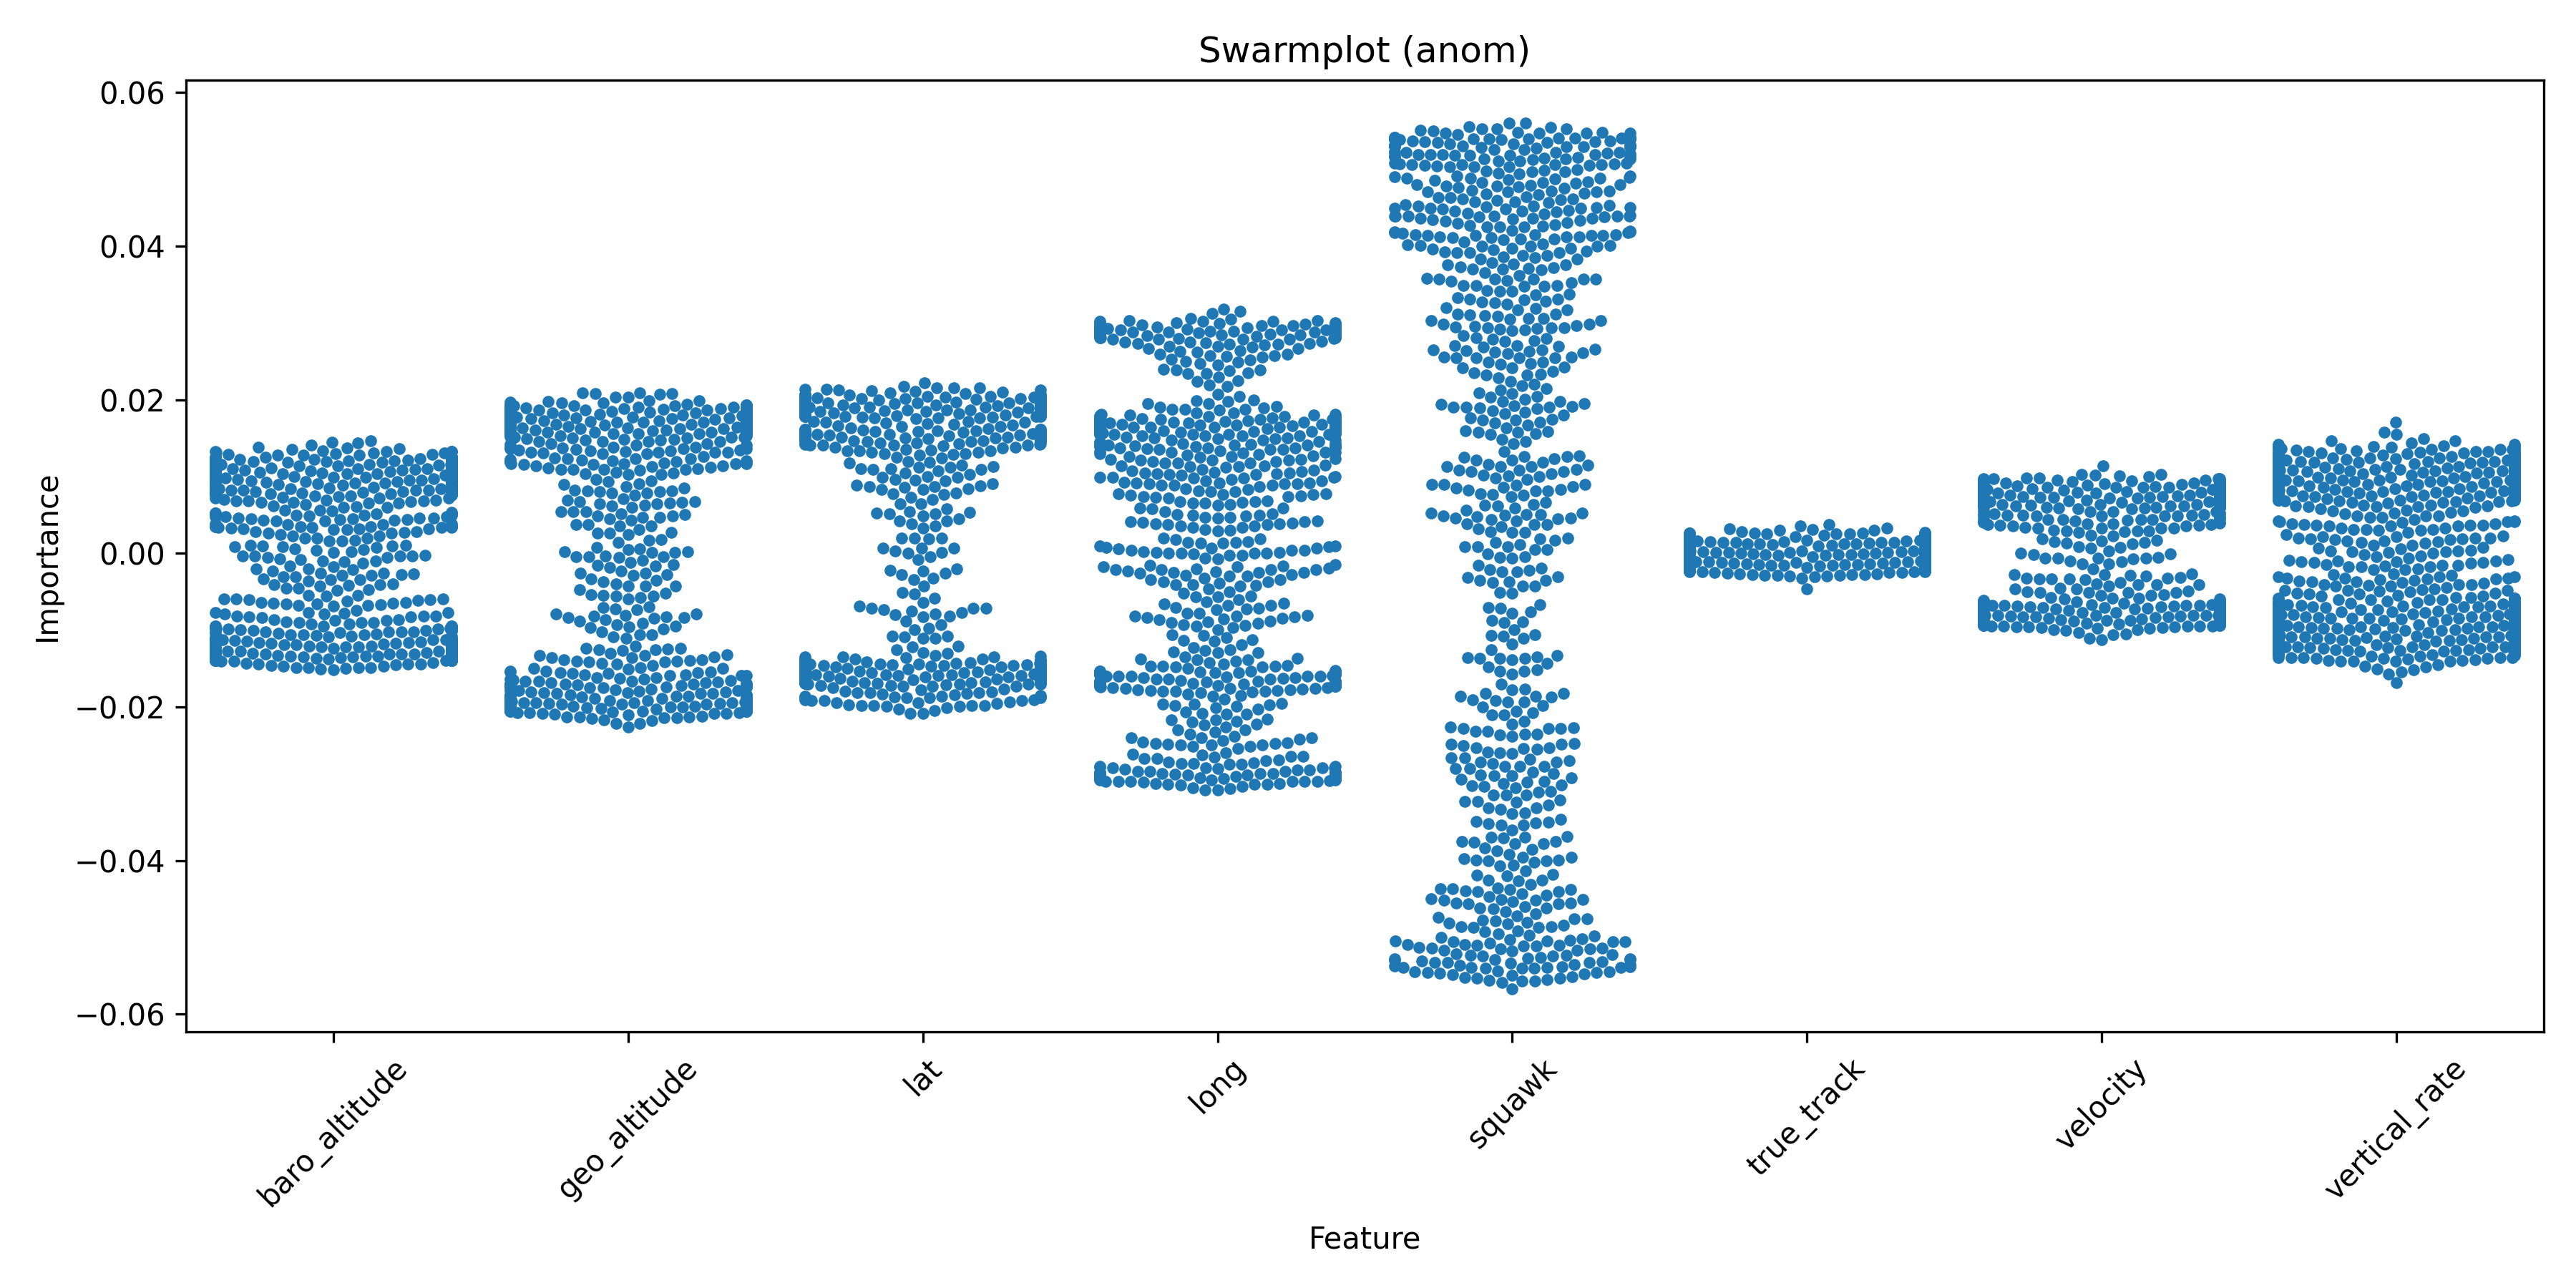 Swarmplot (anom)
0.06
0.04
0.02
0.00
−0.02
−0.04
−0.06
Importance
baro_altitude
geo_altitude
lat
long
squawk
true_track
velocity
vertical_rate
Feature